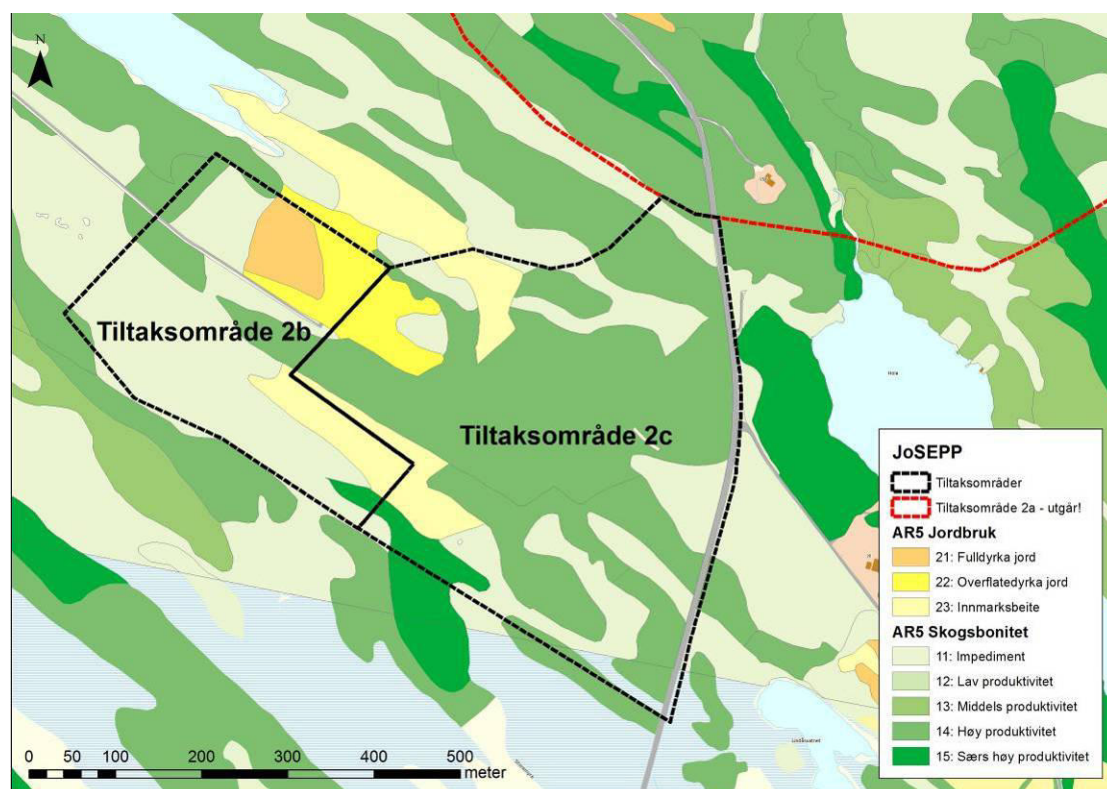 N
Tiltaksområde 2b
Tiltaksområde 2c
JoSEPP
Tiltaksområder
Tiltaksområde 2a - utgår!
AR5 Jordbruk
21: Fulldyrka jord
22: Overflatedyrka jord
23: Innmarksbeite
AR5 Skogsbonitet
11: Impediment
12: Lav produktivitet
13: Middels produktivitet
14: Høy produktivitet
15: Særs høy produktivitet
0 50 100 200 300 400 500
meter